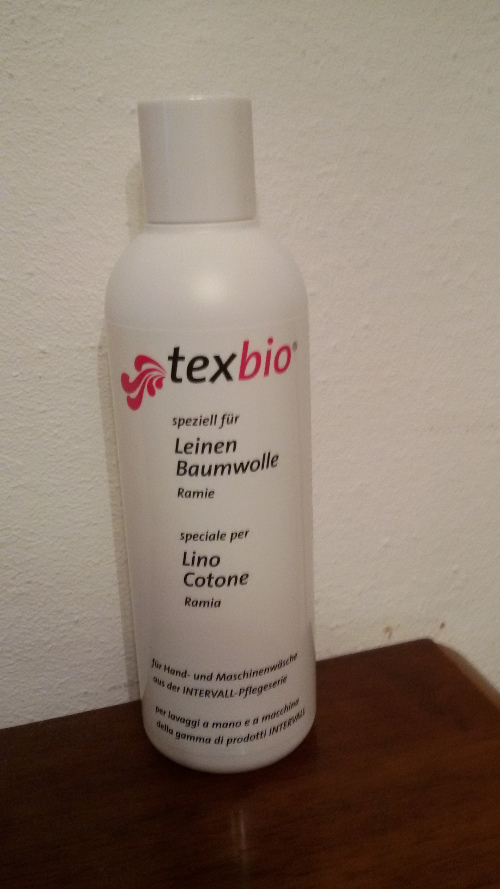 texbio®
speziell für
Leinen
Baumwolle
Ramie
speciale per
Lino
Cotone
Ramia
für Hand- und Maschinenwäsche
aus der INTERVALL-Pflegeserie
per lavaggi a mano e a macchina
della gamma di prodotti INTERVALL